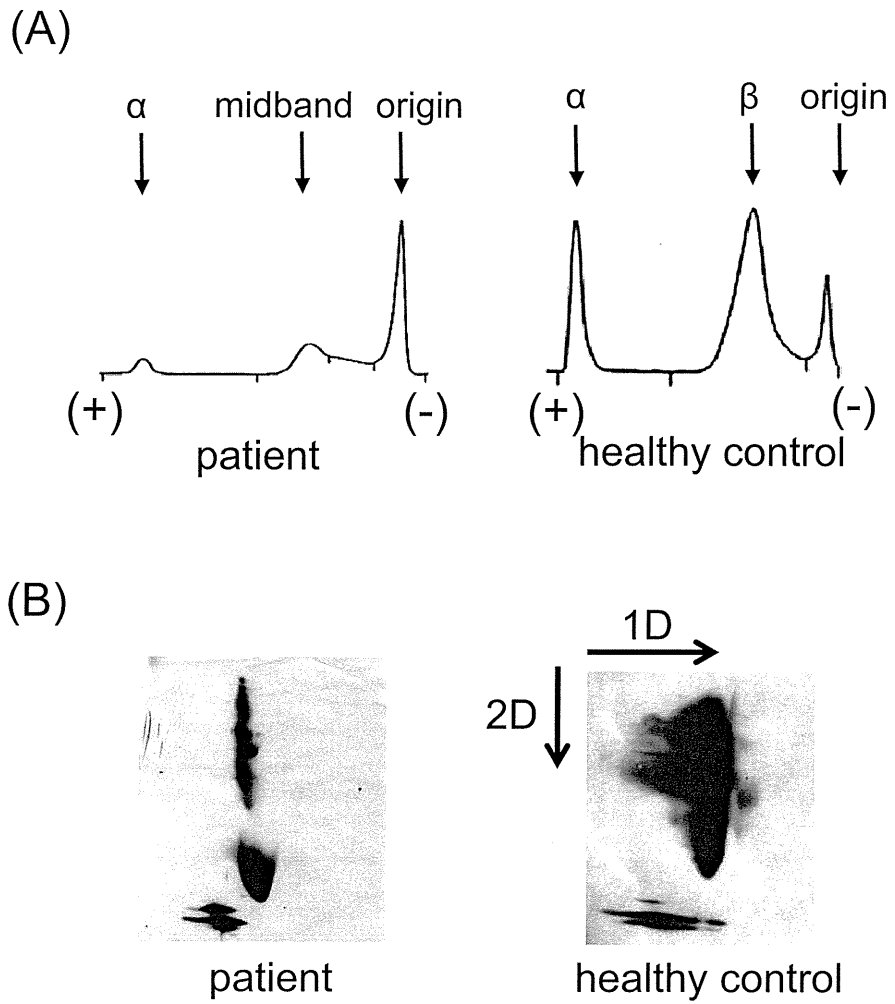 (A)
α midband origin α β origin
(+) (-) (+) (-)
patient healthy control
(B)
1D
2D
patient healthy control